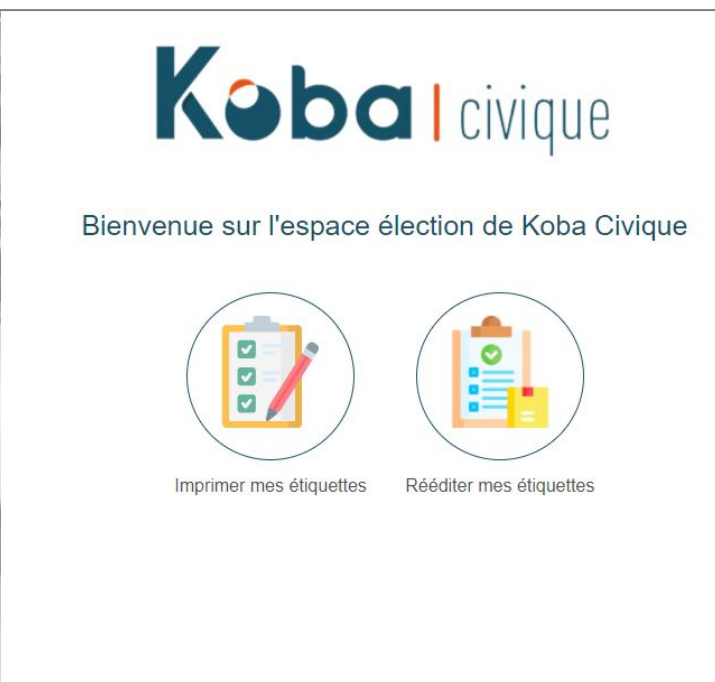 Koba | civique
Bienvenue sur l'espace élection de Koba Civique
Imprimer mes étiquettes
Rééditer mes étiquettes